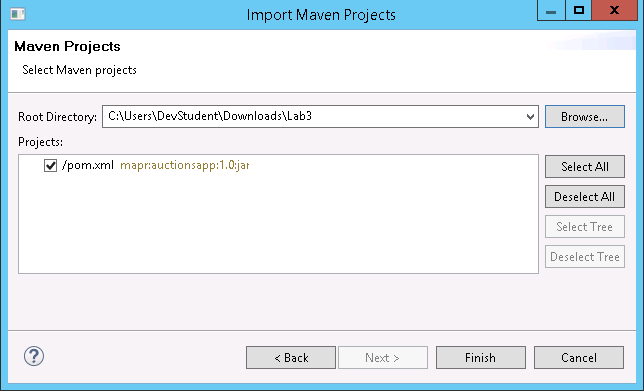 Import Maven Projects
Maven Projects
Select Maven projects
Root Directory: C:\Users\DevStudent\Downloads\Lab3 Browse...
Projects:
/pom.xml mapr:auctionsapp:1.0:jar
Select All
Deselect All
Select Tree
Deselect Tree
? < Back Next > Finish Cancel